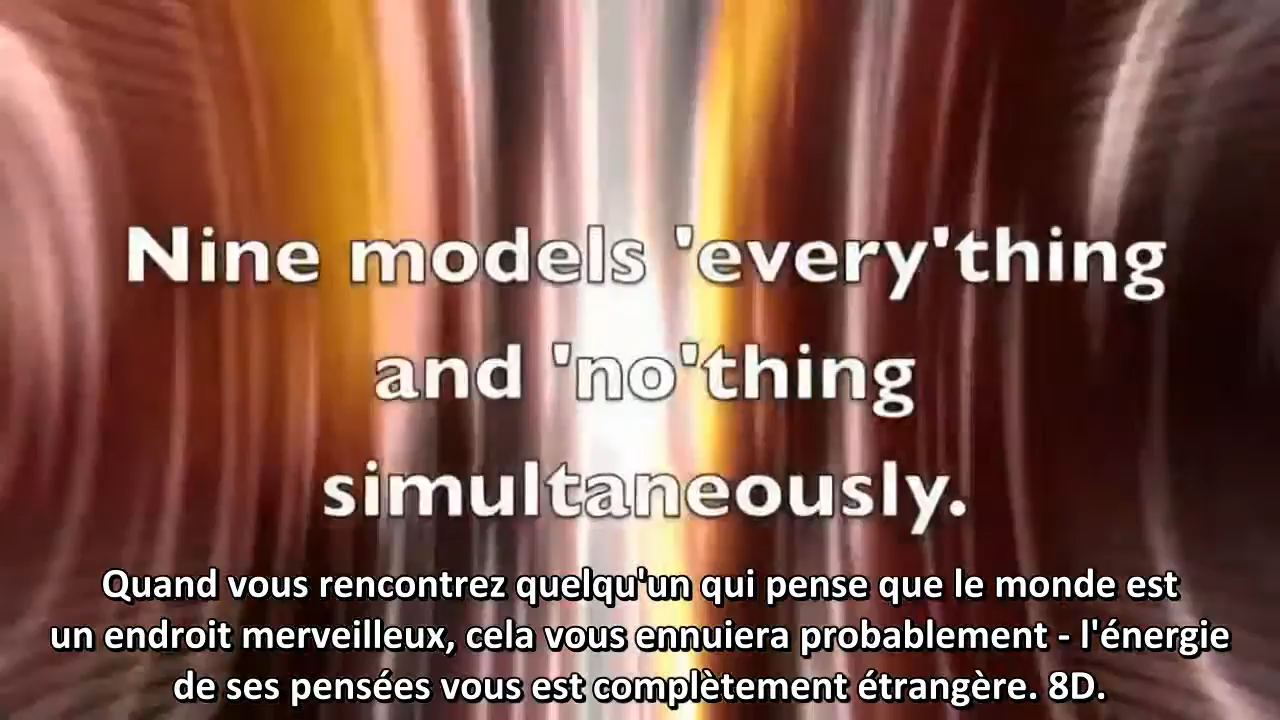 Nine models 'every'thing
and 'no'thing
simultaneously.
Quand vous rencontrez quelqu'un qui pense que le monde est
un endroit merveilleux, cela vous ennuiera probablement - l'énergie
de ses pensées vous est complètement étrangère. 8D.